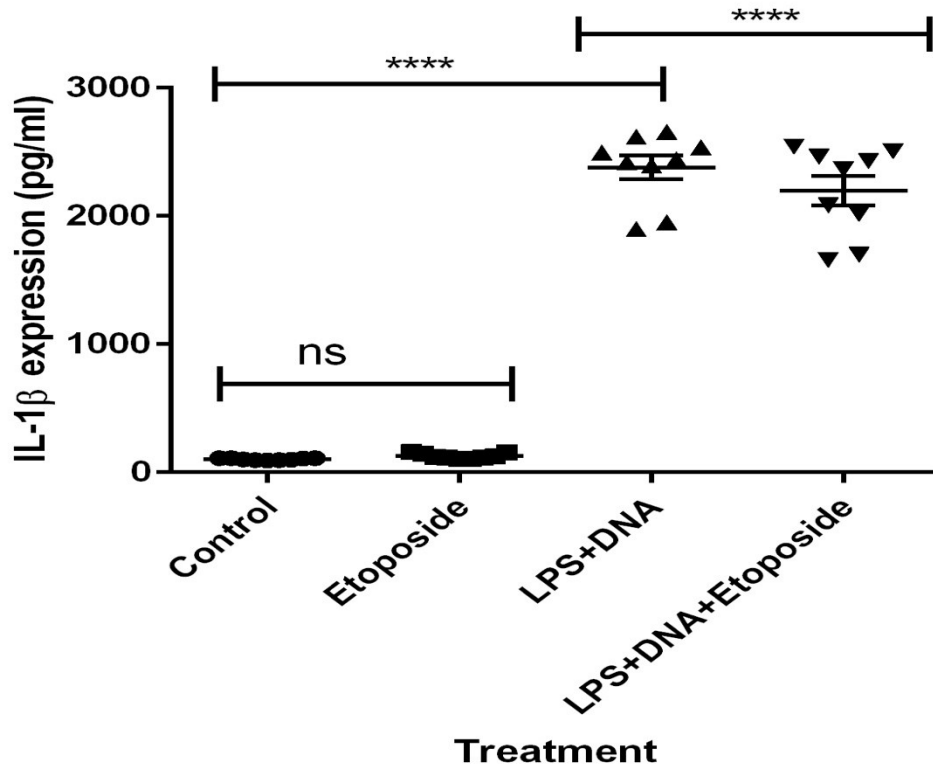 ****
****
3000
2000
1000
0
IL-1β expression (pg/ml)
ns
Control
Etoposide
LPS+DNA
LPS+DNA+Etoposide
Treatment